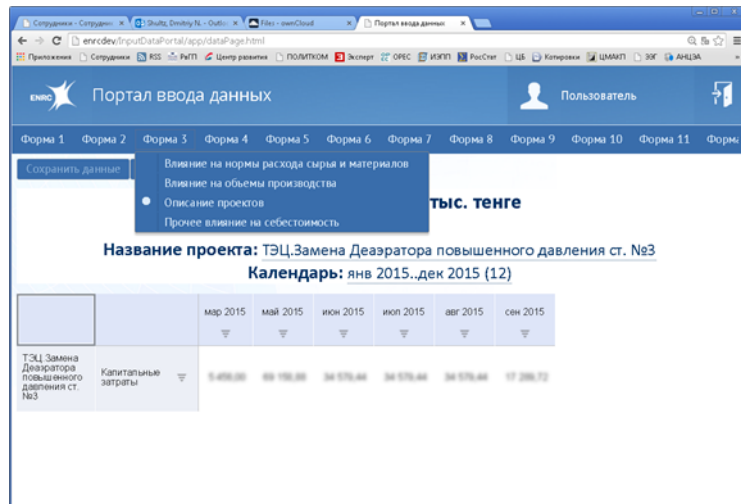 Сотрудники - Сотрудник
Shultz, Dmitriy N. - Outlo
Files - ownCloud
Портал ввода данных
enrcdev/InputDataPortal/app/dataPage.html
Приложения Сотрудники RSS РиГП Центр развития ПОЛИТКОМ Эксперт ОРЕС ИЭПП РосСтат ЦБ Котировки ЦМАКП ЭЭГ АНЦЭА
ENRC Портал ввода данных Пользователь
Форма 1 Форма 2 Форма 3 Форма 4 Форма 5 Форма 6 Форма 7 Форма 8 Форма 9 Форма 10 Форма 11 Форма
Сохранить данные
Влияние на нормы расхода сырья и материалов
Влияние на объемы производства
Описание проектов
Прочее влияние на себестоимость
тыс. тенге
Название проекта: ТЭЦ.Замена Деаэратора повышенного давления ст. №3
Календарь: янв 2015..дек 2015 (12)
мар 2015 май 2015 июн 2015 июл 2015 авг 2015 сен 2015
ТЭЦ.Замена
Деаэратора
повышенного
давления ст.
№3
Капитальные
затраты